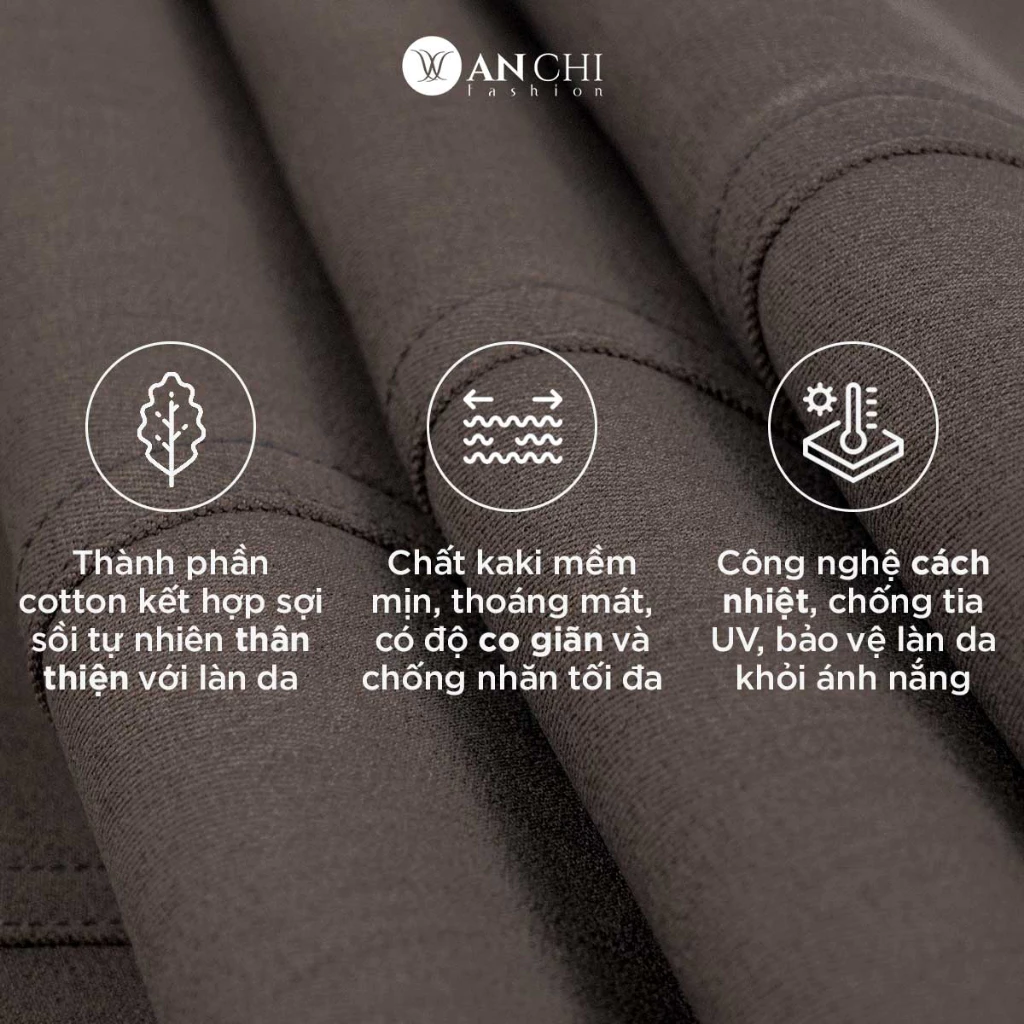 AN CHI
fashion
Thành phần
cotton kết hợp sợi
sồi tự nhiên thân
thiện với làn da
Chất kaki mềm
mịn, thoáng mát,
có độ co giãn và
chống nhăn tối đa
Công nghệ cách
nhiệt, chống tia
UV, bảo vệ làn da
khỏi ánh nắng